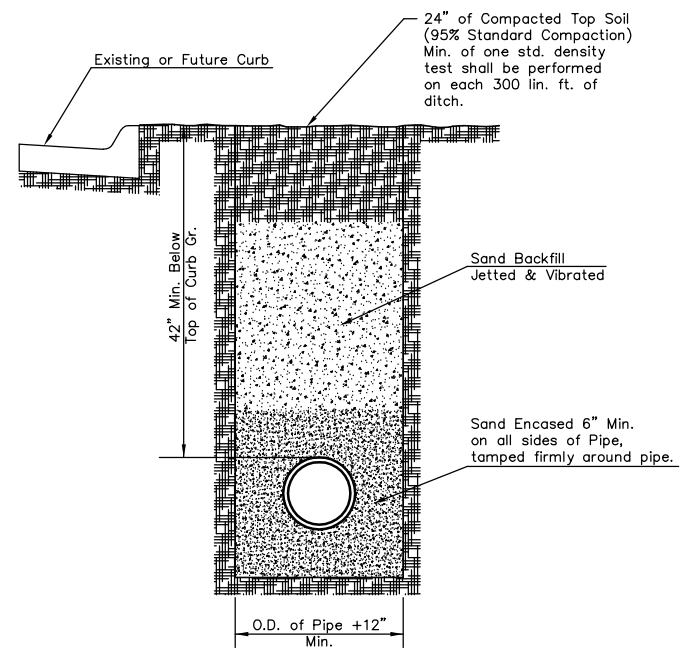 24" of Compacted Top Soil
(95% Standard Compaction)
Min. of one std. density
test shall be performed
on each 300 lin. ft. of
ditch.
Existing or Future Curb
42" Min. Below
Top of Curb Gr.
Sand Backfill
Jetted & Vibrated
Sand Encased 6" Min.
on all sides of Pipe,
tamped firmly around pipe.
O.D. of Pipe +12"
Min.